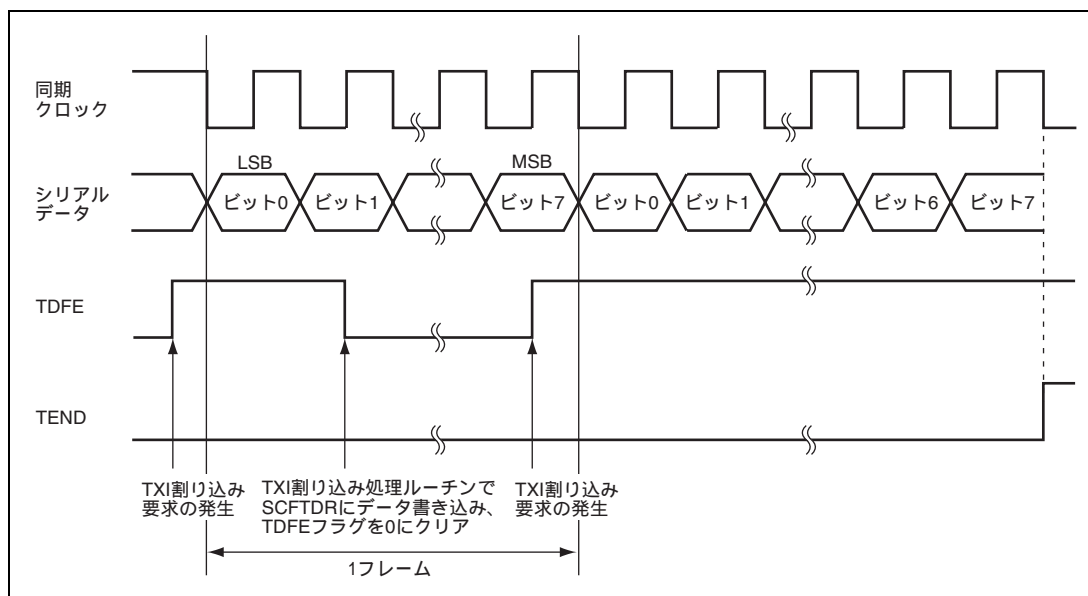 同期
クロック
LSB
MSB
シリアル
データ
ビット0
ビット1
ビット7
ビット0
ビット1
ビット6
ビット7
TDFE
TEND
TXI割り込み
要求の発生
TXI割り込み処理ルーチンで
SCFTDRにデータ書き込み、
TDFEフラグを0にクリア
TXI割り込み
要求の発生
1フレーム